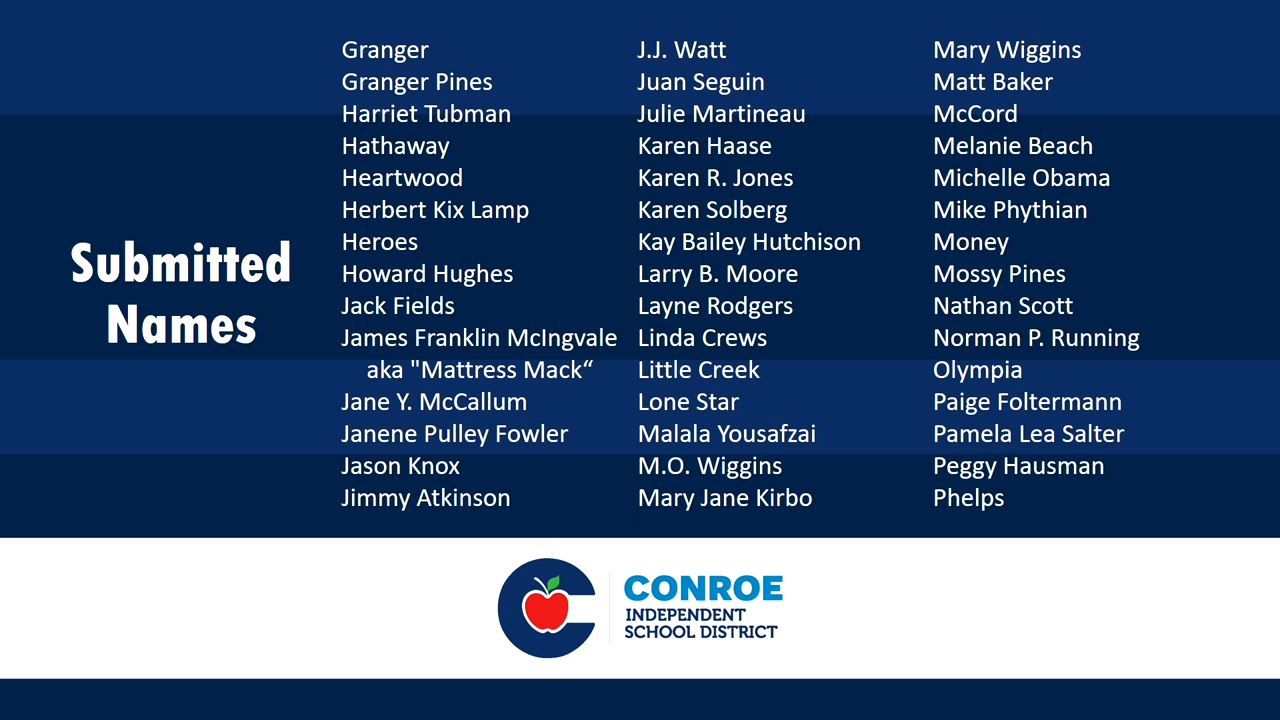 Submitted
Names
Granger
Granger Pines
Harriet Tubman
Hathaway
Heartwood
Herbert Kix Lamp
Heroes
Howard Hughes
Jack Fields
James Franklin McIngvale
aka "Mattress Mack“
Jane Y. McCallum
Janene Pulley Fowler
Jason Knox
Jimmy Atkinson
J.J. Watt
Juan Seguin
Julie Martineau
Karen Haase
Karen R. Jones
Karen Solberg
Kay Bailey Hutchison
Larry B. Moore
Layne Rodgers
Linda Crews
Little Creek
Lone Star
Malala Yousafzai
M.O. Wiggins
Mary Jane Kirbo
Mary Wiggins
Matt Baker
McCord
Melanie Beach
Michelle Obama
Mike Phythian
Money
Mossy Pines
Nathan Scott
Norman P. Running
Olympia
Paige Foltermann
Pamela Lea Salter
Peggy Hausman
Phelps
CONROE
INDEPENDENT
SCHOOL DISTRICT